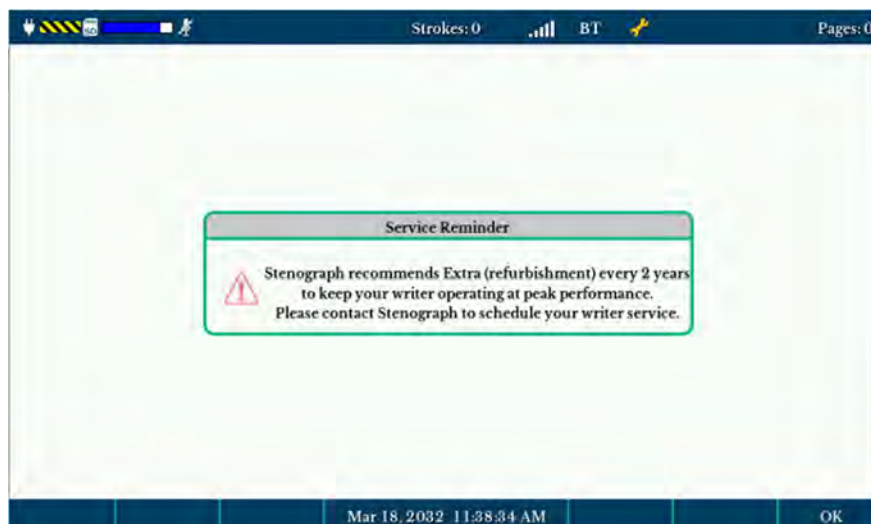 SD Strokes: 0 BT Pages: 0
Service Reminder
Stenograph recommends Extra (refurbishment) every 2 years
to keep your writer operating at peak performance.
Please contact Stenograph to schedule your writer service.
Mar 18, 2032 11:38:34 AM OK